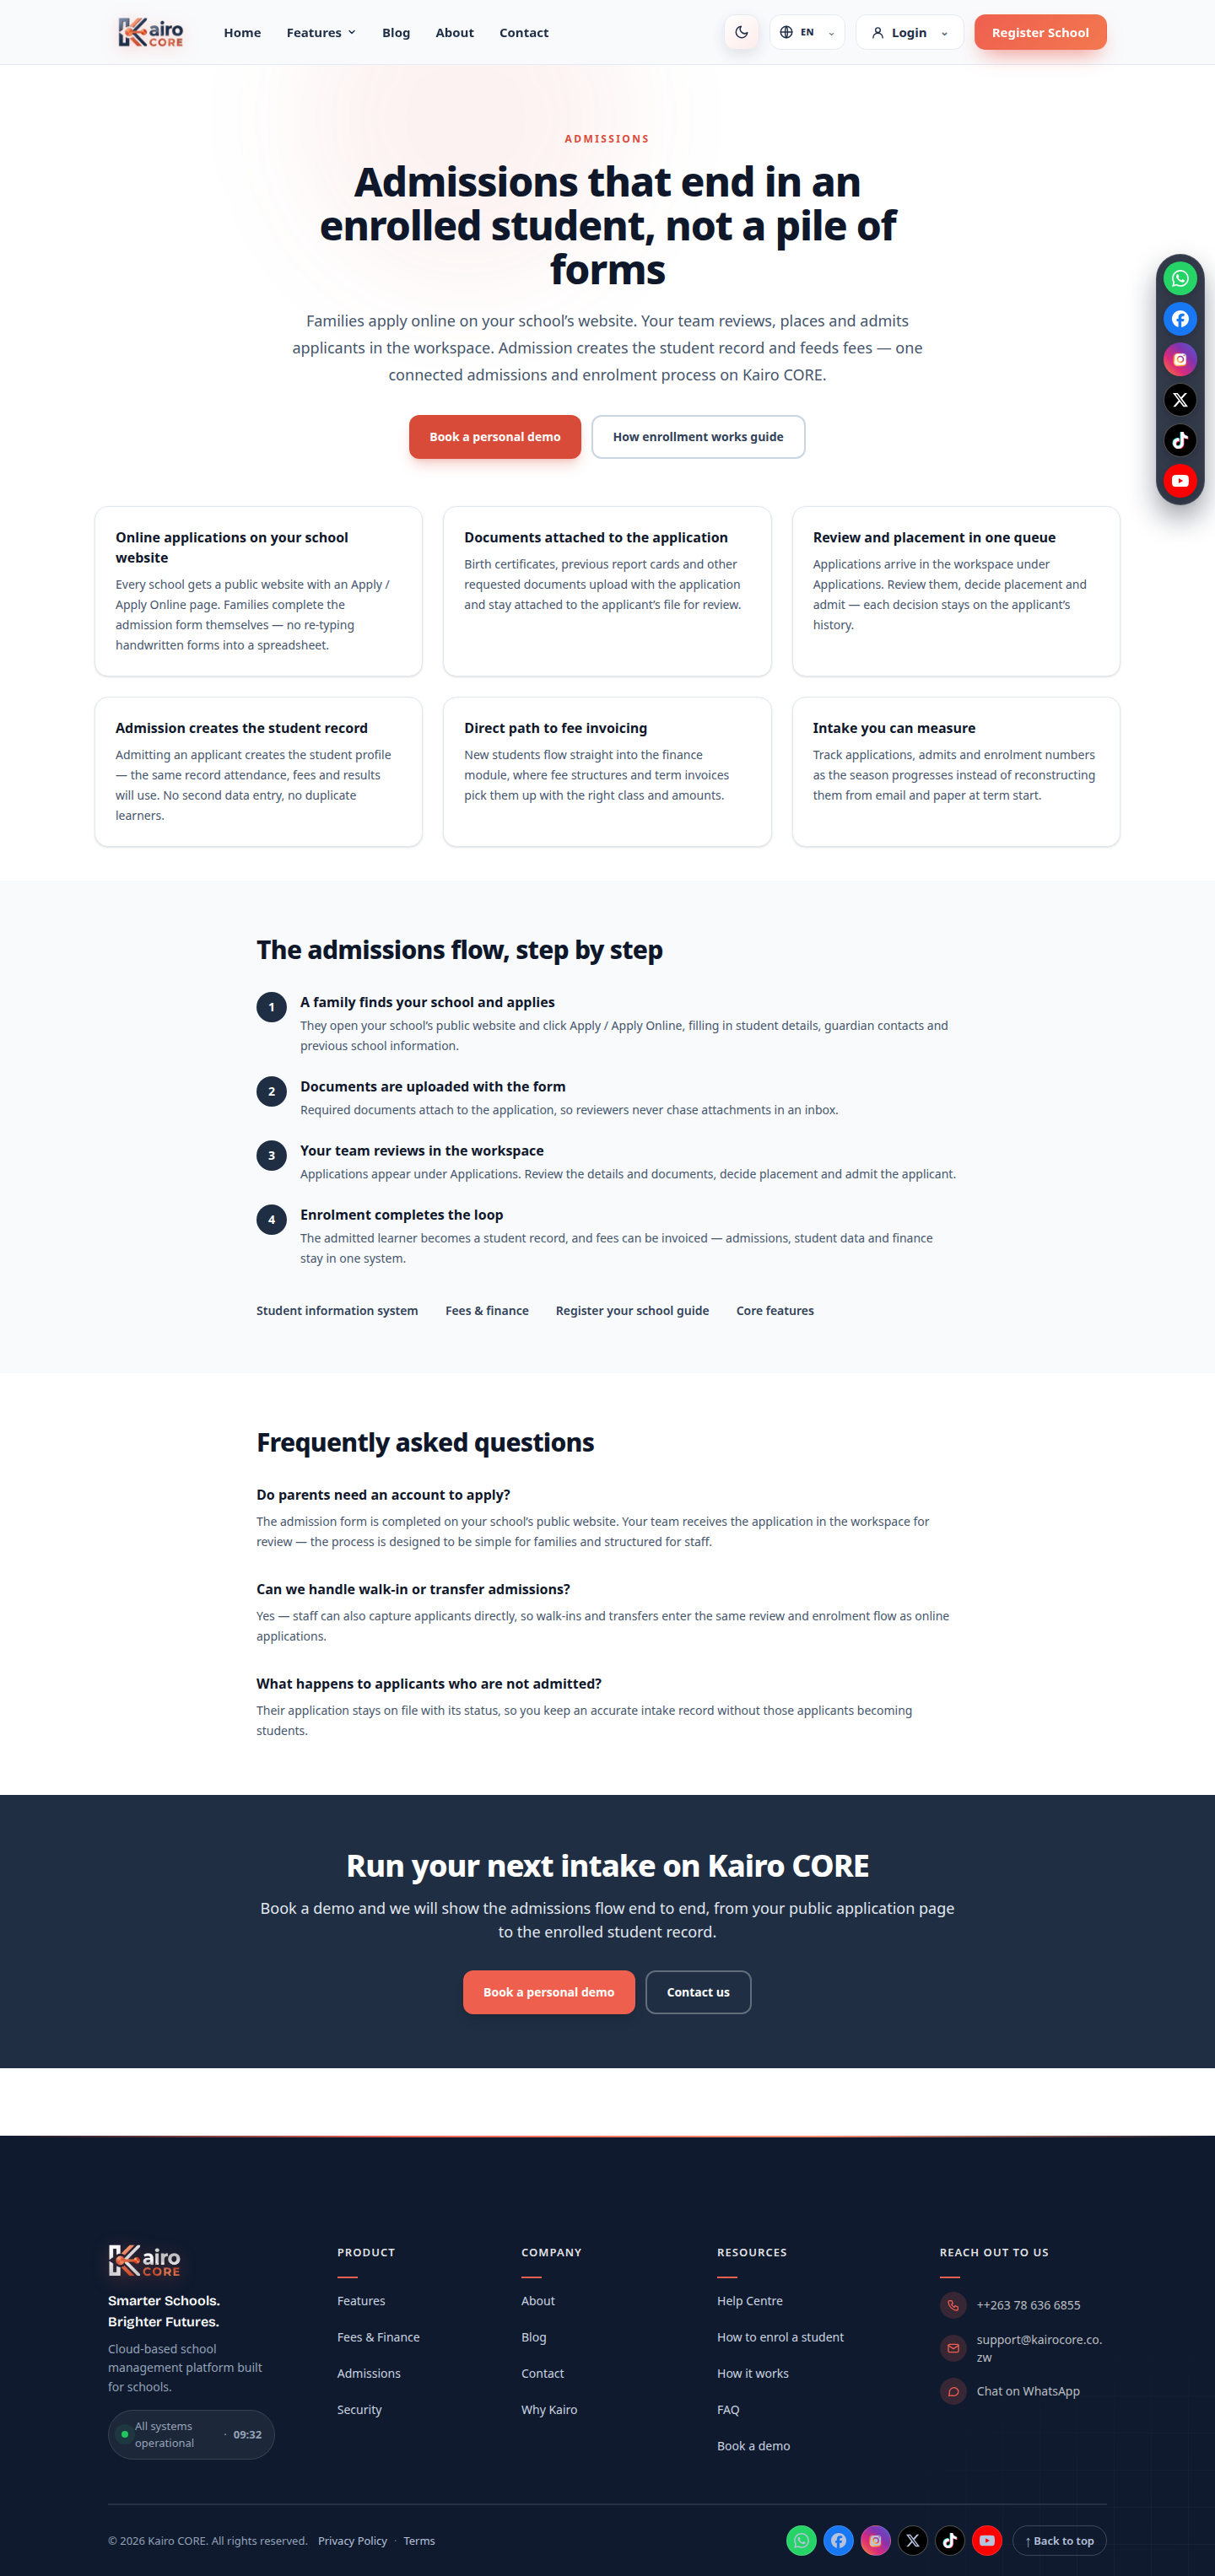 Kairo CORE
Home
Features
Blog
About
Contact
EN
Login
Register School
ADMISSIONS
Admissions that end in an
enrolled student, not a pile of
forms
Families apply online on your school’s website. Your team reviews, places and admits
applicants in the workspace. Admission creates the student record and feeds fees — one
connected admissions and enrolment process on Kairo CORE.
Book a personal demo
How enrollment works guide
Online applications on your school
website
Every school gets a public website with an Apply /
Apply Online page. Families complete the
admission form themselves — no re-typing
handwritten forms into a spreadsheet.
Documents attached to the application
Birth certificates, previous report cards and other
requested documents upload with the application
and stay attached to the applicant’s file for review.
Review and placement in one queue
Applications arrive in the workspace under
Applications. Review them, decide placement and
admit — each decision stays on the applicant’s
history.
Admission creates the student record
Admitting an applicant creates the student profile
— the same record attendance, fees and results
will use. No second data entry, no duplicate
learners.
Direct path to fee invoicing
New students flow straight into the finance
module, where fee structures and term invoices
pick them up with the right class and amounts.
Intake you can measure
Track applications, admits and enrolment numbers
as the season progresses instead of reconstructing
them from email and paper at term start.
The admissions flow, step by step
1
A family finds your school and applies
They open your school’s public website and click Apply / Apply Online, filling in student details, guardian contacts and
previous school information.
2
Documents are uploaded with the form
Required documents attach to the application, so reviewers never chase attachments in an inbox.
3
Your team reviews in the workspace
Applications appear under Applications. Review the details and documents, decide placement and admit the applicant.
4
Enrolment completes the loop
The admitted learner becomes a student record, and fees can be invoiced — admissions, student data and finance
stay in one system.
Student information system
Fees & finance
Register your school guide
Core features
Frequently asked questions
Do parents need an account to apply?
The admission form is completed on your school’s public website. Your team receives the application in the workspace for
review — the process is designed to be simple for families and structured for staff.
Can we handle walk-in or transfer admissions?
Yes — staff can also capture applicants directly, so walk-ins and transfers enter the same review and enrolment flow as online
applications.
What happens to applicants who are not admitted?
Their application stays on file with its status, so you keep an accurate intake record without those applicants becoming
students.
Run your next intake on Kairo CORE
Book a demo and we will show the admissions flow end to end, from your public application page
to the enrolled student record.
Book a personal demo
Contact us
Kairo CORE
Smarter Schools.
Brighter Futures.
Cloud-based school
management platform built
for schools.
All systems
operational
· 09:32
PRODUCT
Features
Fees & Finance
Admissions
Security
COMPANY
About
Blog
Contact
Why Kairo
RESOURCES
Help Centre
How to enrol a student
How it works
FAQ
Book a demo
REACH OUT TO US
++263 78 636 6855
support@kairocore.co.
zw
Chat on WhatsApp
© 2026 Kairo CORE. All rights reserved. Privacy Policy · Terms
↑ Back to top